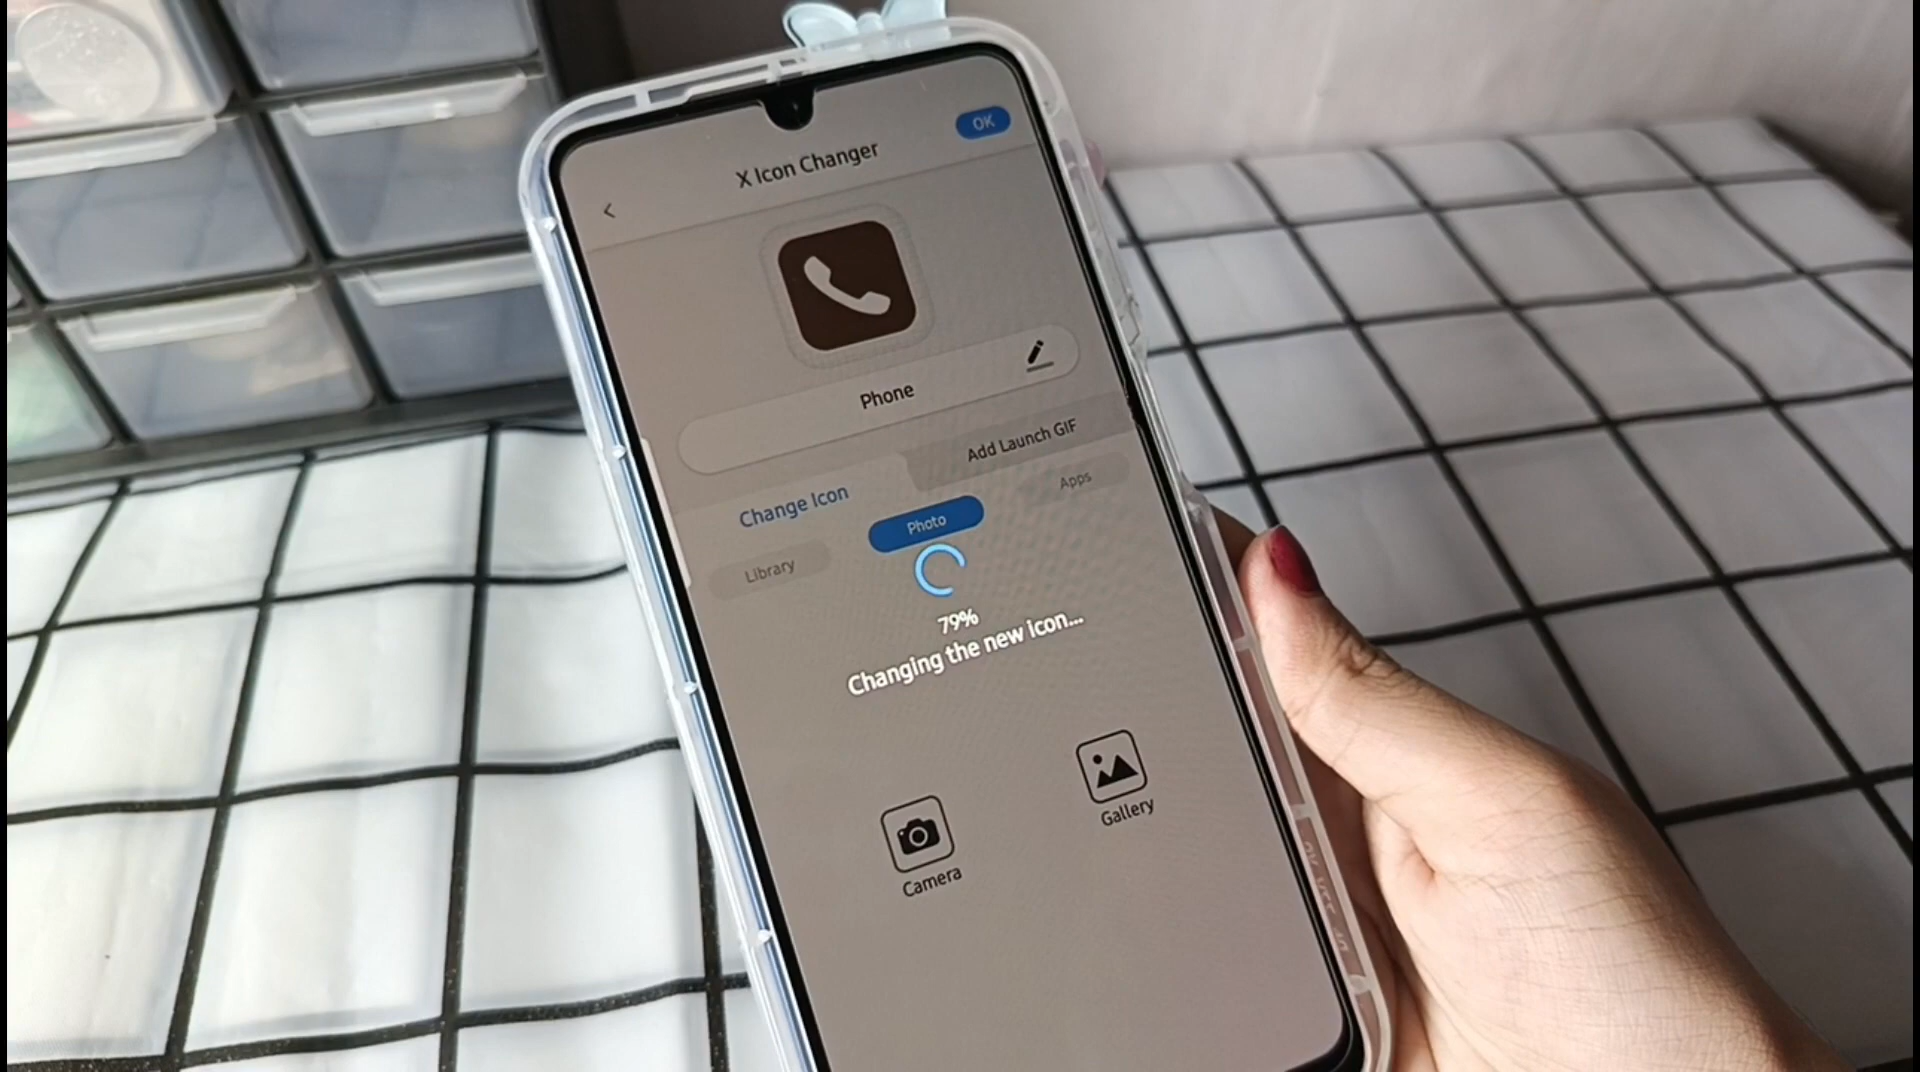 OK
X Icon Changer
Phone
Add Launch GIF
Change Icon
Apps
Photo
Library
79%
Changing the new icon...
Gallery
Camera